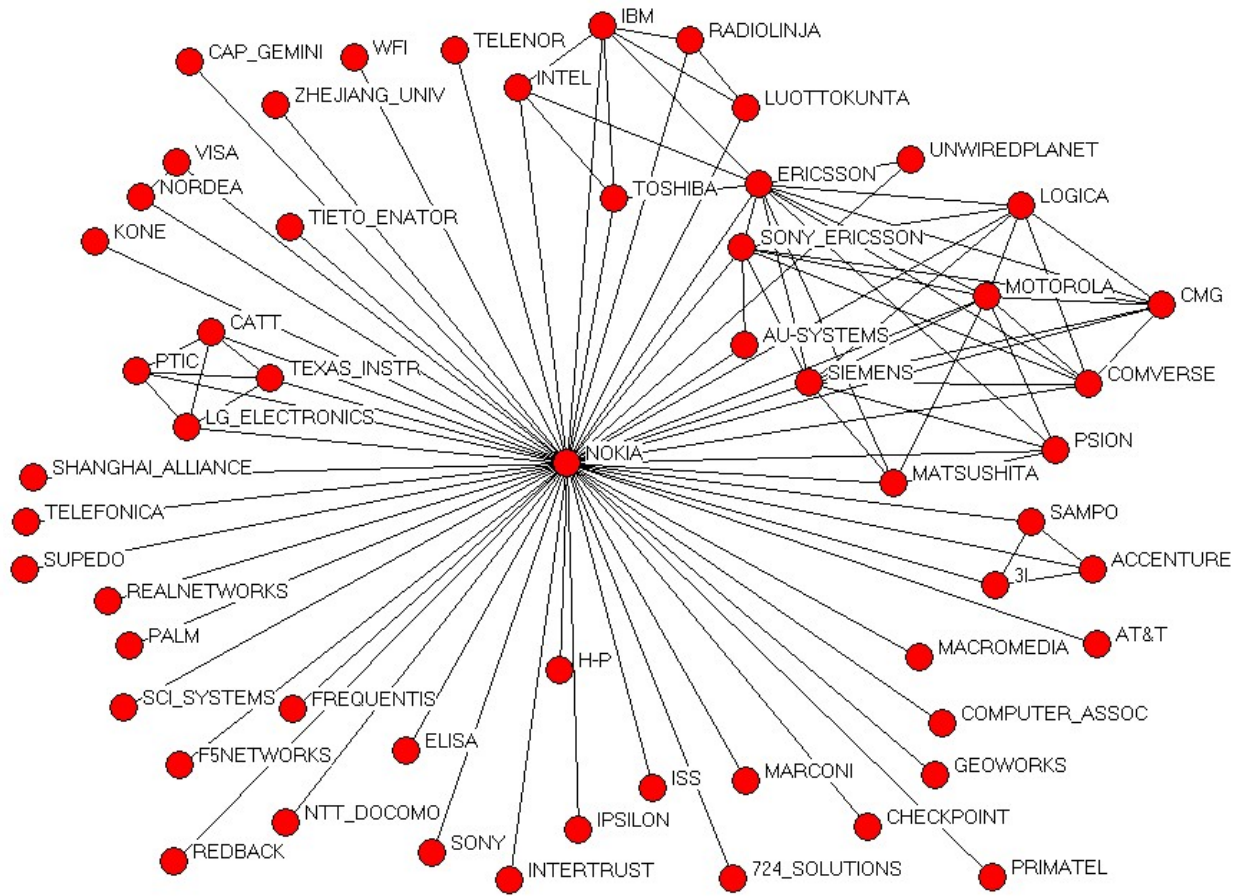 IBM
RADIOLINJA
WFI
TELENOR
CAP_GEMINI
INTEL
ZHEJIANG_UNIV
LUOTTOKUNTA
VISA
UNWIREDPLANET
ERICSSON
NORDEA
TOSHIBA
LOGICA
TIETO_ENATOR
KONE
SONY_ERICSSON
MOTOROLA
CMG
CATT
AU-SYSTEMS
PTIC
TEXAS_INSTR
SIEMENS
COMVERSE
LG_ELECTRONICS
PSION
NOKIA
SHANGHAI_ALLIANCE
MATSUSHITA
TELEFONICA
SAMPO
SUPEDO
ACCENTURE
3I
REALNETWORKS
PALM
AT&T
MACROMEDIA
H-P
SCI_SYSTEMS
FREQUENTIS
COMPUTER_ASSOC
ELISA
F5NETWORKS
GEOWORKS
MARCONI
ISS
NTT_DOCOMO
IPSILON
CHECKPOINT
SONY
REDBACK
INTERTRUST
724_SOLUTIONS
PRIMATEL